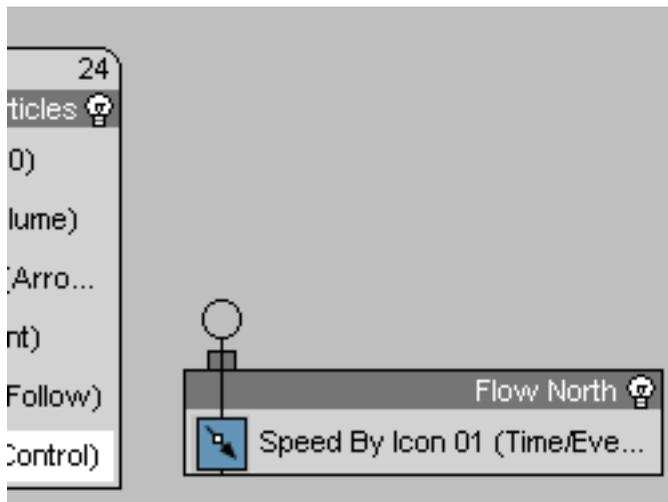 24
ticles
0)
lume)
(Arro...
nt)
Follow)
Control)
Flow North
Speed By Icon 01 (Time/Eve...